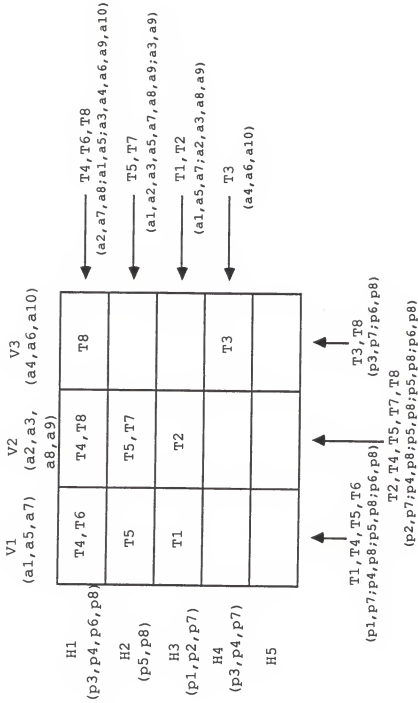 V1
(a1,a5,a7)
V2
(a2,a3,
a8,a9)
V3
(a4,a6,a10)
H1
(p3,p4,p6,p8)
T4,T6
T4,T8
T8
T4,T6,T8
(a2,a7,a8;a1,a5;a3,a4,a6,a9,a10)
H2
(p5,p8)
T5
T5,T7
T5,T7
(a1,a2,a3,a5,a7,a8,a9;a3,a9)
H3
(p1,p2,p7)
T1
T2
T1,T2
(a1,a5,a7;a2,a3,a8,a9)
H4
(p3,p4,p7)
T3
T3
(a4,a6,a10)
H5
T1,T4,T5,T6
(p1,p7;p4,p8;p5,p8;p6,p8)
T2,T4,T5,T7,T8
(p2,p7;p4,p8;p5,p8;p5,p8;p6,p8)
T3,T8
(p3,p7;p6,p8)